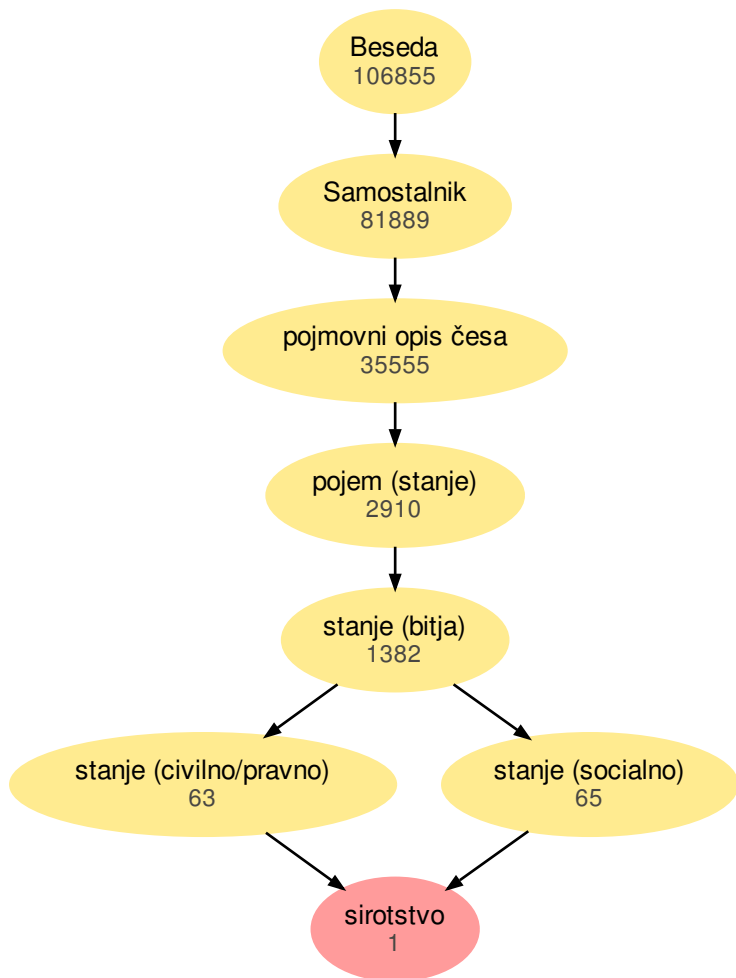 Beseda
106855
Samostalnik
81889
pojmovni opis česa
35555
pojem (stanje)
2910
stanje (bitja)
1382
stanje (civilno/pravno)
63
stanje (socialno)
65
sirotstvo
1